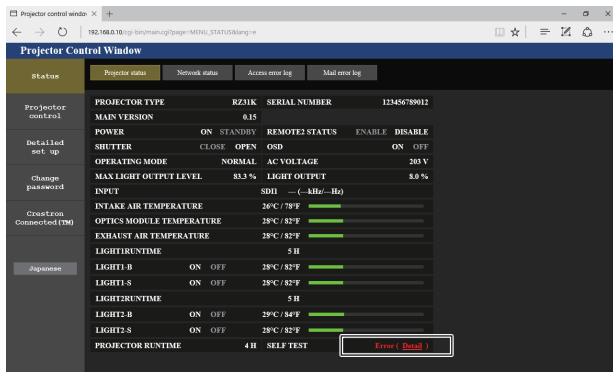 Projector control windo
192.168.0.10/cgi-bin/main.cgi?page=MENU_STATUS&lang=e
Projector Control Window
Status
Projector status Network status Access error log Mail error log
Projector control
Detailed set up
Change password
Crestron Connected(TM)
Japanese
PROJECTOR TYPE RZ31K SERIAL NUMBER 123456789012
MAIN VERSION 0.15
POWER ON STANDBY REMOTE2 STATUS ENABLE DISABLE
SHUTTER CLOSE OPEN OSD ON OFF
OPERATING MODE NORMAL AC VOLTAGE 203 V
MAX LIGHT OUTPUT LEVEL 83.3 % LIGHT OUTPUT 8.0 %
INPUT SDI1 ---- (---kHz/---Hz)
INTAKE AIR TEMPERATURE 26°C / 78°F
OPTICS MODULE TEMPERATURE 28°C / 82°F
EXHAUST AIR TEMPERATURE 28°C / 82°F
LIGHT1RUNTIME 5 H
LIGHT1-B ON OFF 28°C / 82°F
LIGHT1-S ON OFF 28°C / 82°F
LIGHT2RUNTIME 5 H
LIGHT2-B ON OFF 29°C / 84°F
LIGHT2-S ON OFF 28°C / 82°F
PROJECTOR RUNTIME 4 H SELF TEST Error ( Detail )